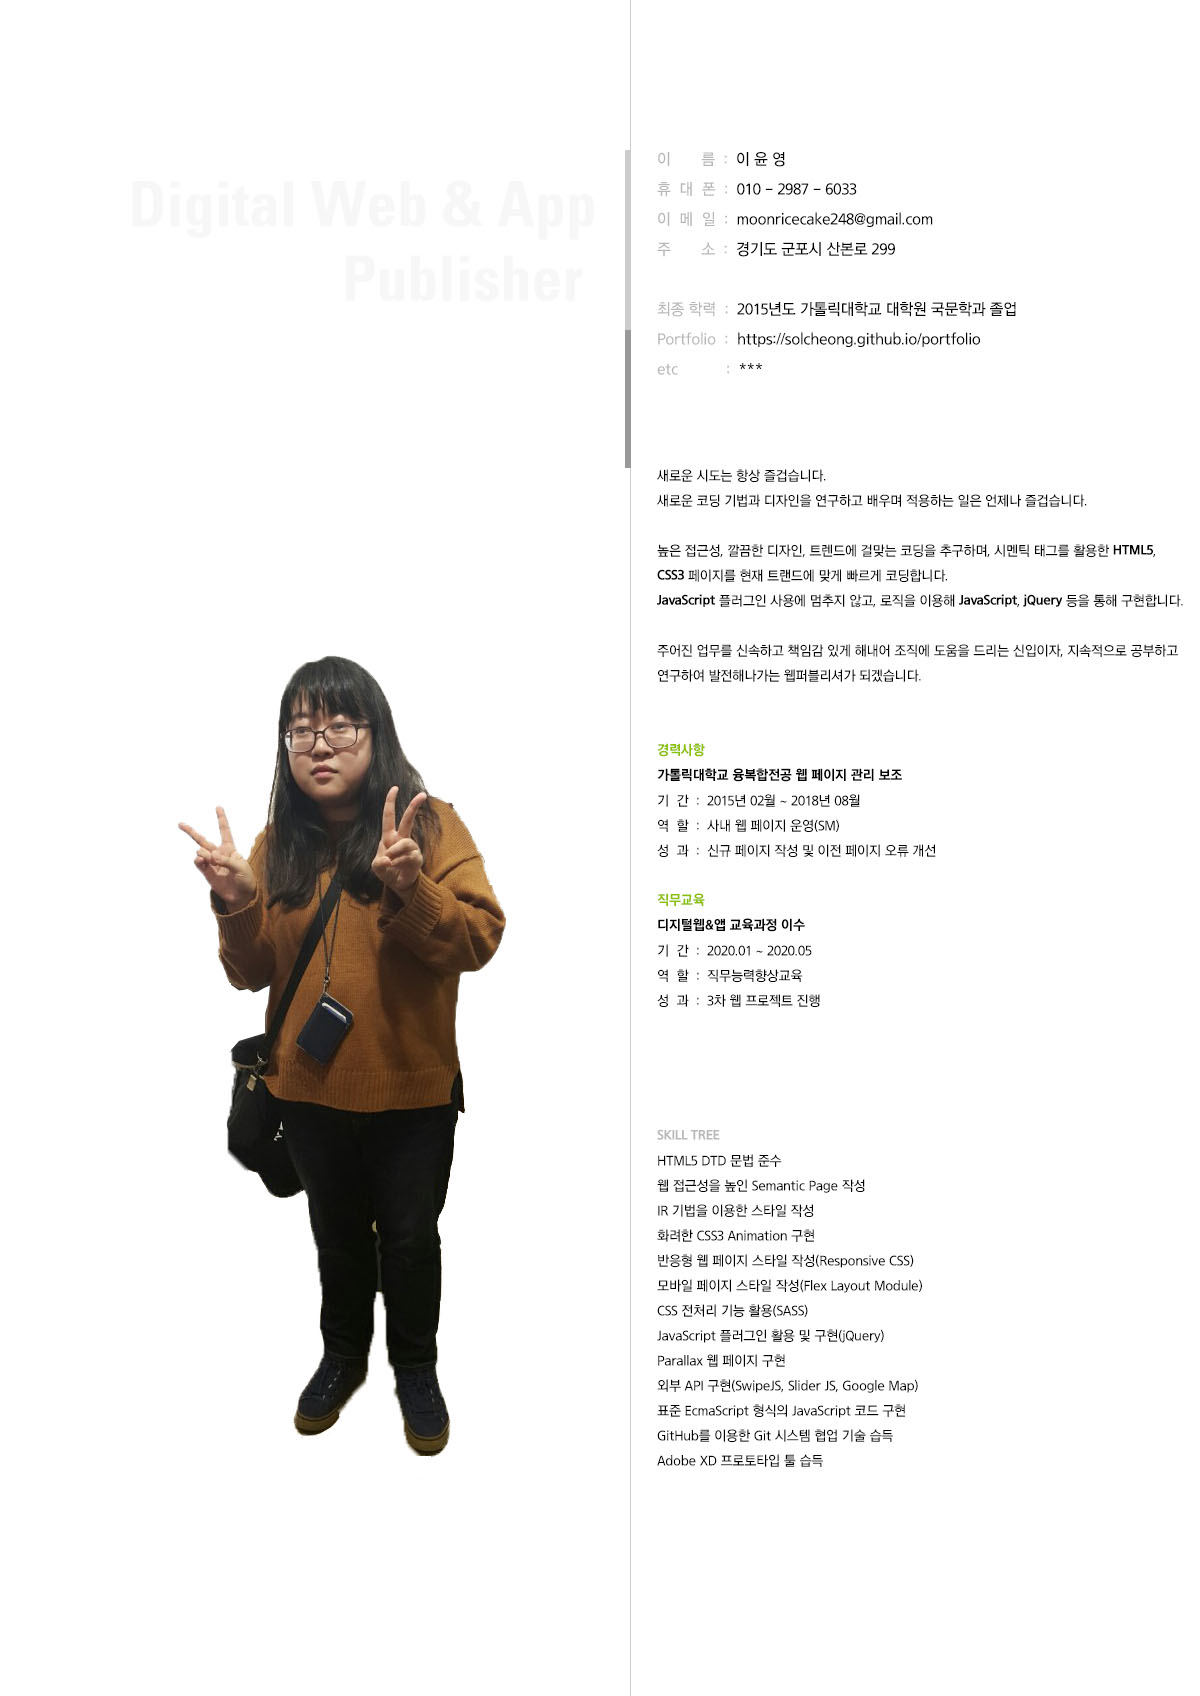 Digital Web & App
Publisher
이 름 : 이 윤 영
휴 대 폰 : 010 - 2987 - 6033
이 메 일 : moonricecake248@gmail.com
주 소 : 경기도 군포시 산본로 299
최종 학력 : 2015년도 가톨릭대학교 대학원 국문학과 졸업
Portfolio : https://solcheong.github.io/portfolio
etc : ***
새로운 시도는 항상 즐겁습니다.
새로운 코딩 기법과 디자인을 연구하고 배우며 적용하는 일은 언제나 즐겁습니다.
높은 접근성, 깔끔한 디자인, 트렌드에 걸맞는 코딩을 추구하며, 시멘틱 태그를 활용한 HTML5,
CSS3 페이지를 현재 트랜드에 맞게 빠르게 코딩합니다.
JavaScript 플러그인 사용에 멈추지 않고, 로직을 이용해 JavaScript, jQuery 등을 통해 구현합니다.
주어진 업무를 신속하고 책임감 있게 해내어 조직에 도움을 드리는 신입이자, 지속적으로 공부하고
연구하여 발전해나가는 웹퍼블리셔가 되겠습니다.
경력사항
가톨릭대학교 융복합전공 웹 페이지 관리 보조
기 간 : 2015년 02월 ~ 2018년 08월
역 할 : 사내 웹 페이지 운영(SM)
성 과 : 신규 페이지 작성 및 이전 페이지 오류 개선
직무교육
디지털웹&앱 교육과정 이수
기 간 : 2020.01 ~ 2020.05
역 할 : 직무능력향상교육
성 과 : 3차 웹 프로젝트 진행
SKILL TREE
HTML5 DTD 문법 준수
웹 접근성을 높인 Semantic Page 작성
IR 기법을 이용한 스타일 작성
화려한 CSS3 Animation 구현
반응형 웹 페이지 스타일 작성(Responsive CSS)
모바일 페이지 스타일 작성(Flex Layout Module)
CSS 전처리 기능 활용(SASS)
JavaScript 플러그인 활용 및 구현(jQuery)
Parallax 웹 페이지 구현
외부 API 구현(SwipeJS, Slider JS, Google Map)
표준 EcmaScript 형식의 JavaScript 코드 구현
GitHub를 이용한 Git 시스템 협업 기술 습득
Adobe XD 프로토타입 툴 습득